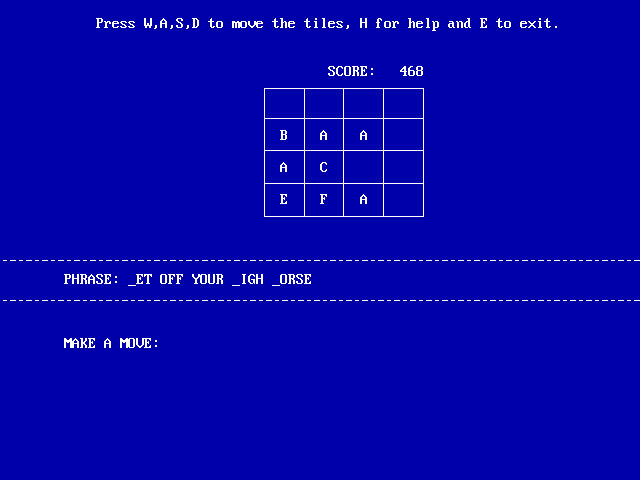 Press W,A,S,D to move the tiles, H for help and E to exit.
SCORE: 468
B A A
A C
E F A
PHRASE: _ET OFF YOUR _IGH _ORSE
MAKE A MOVE: